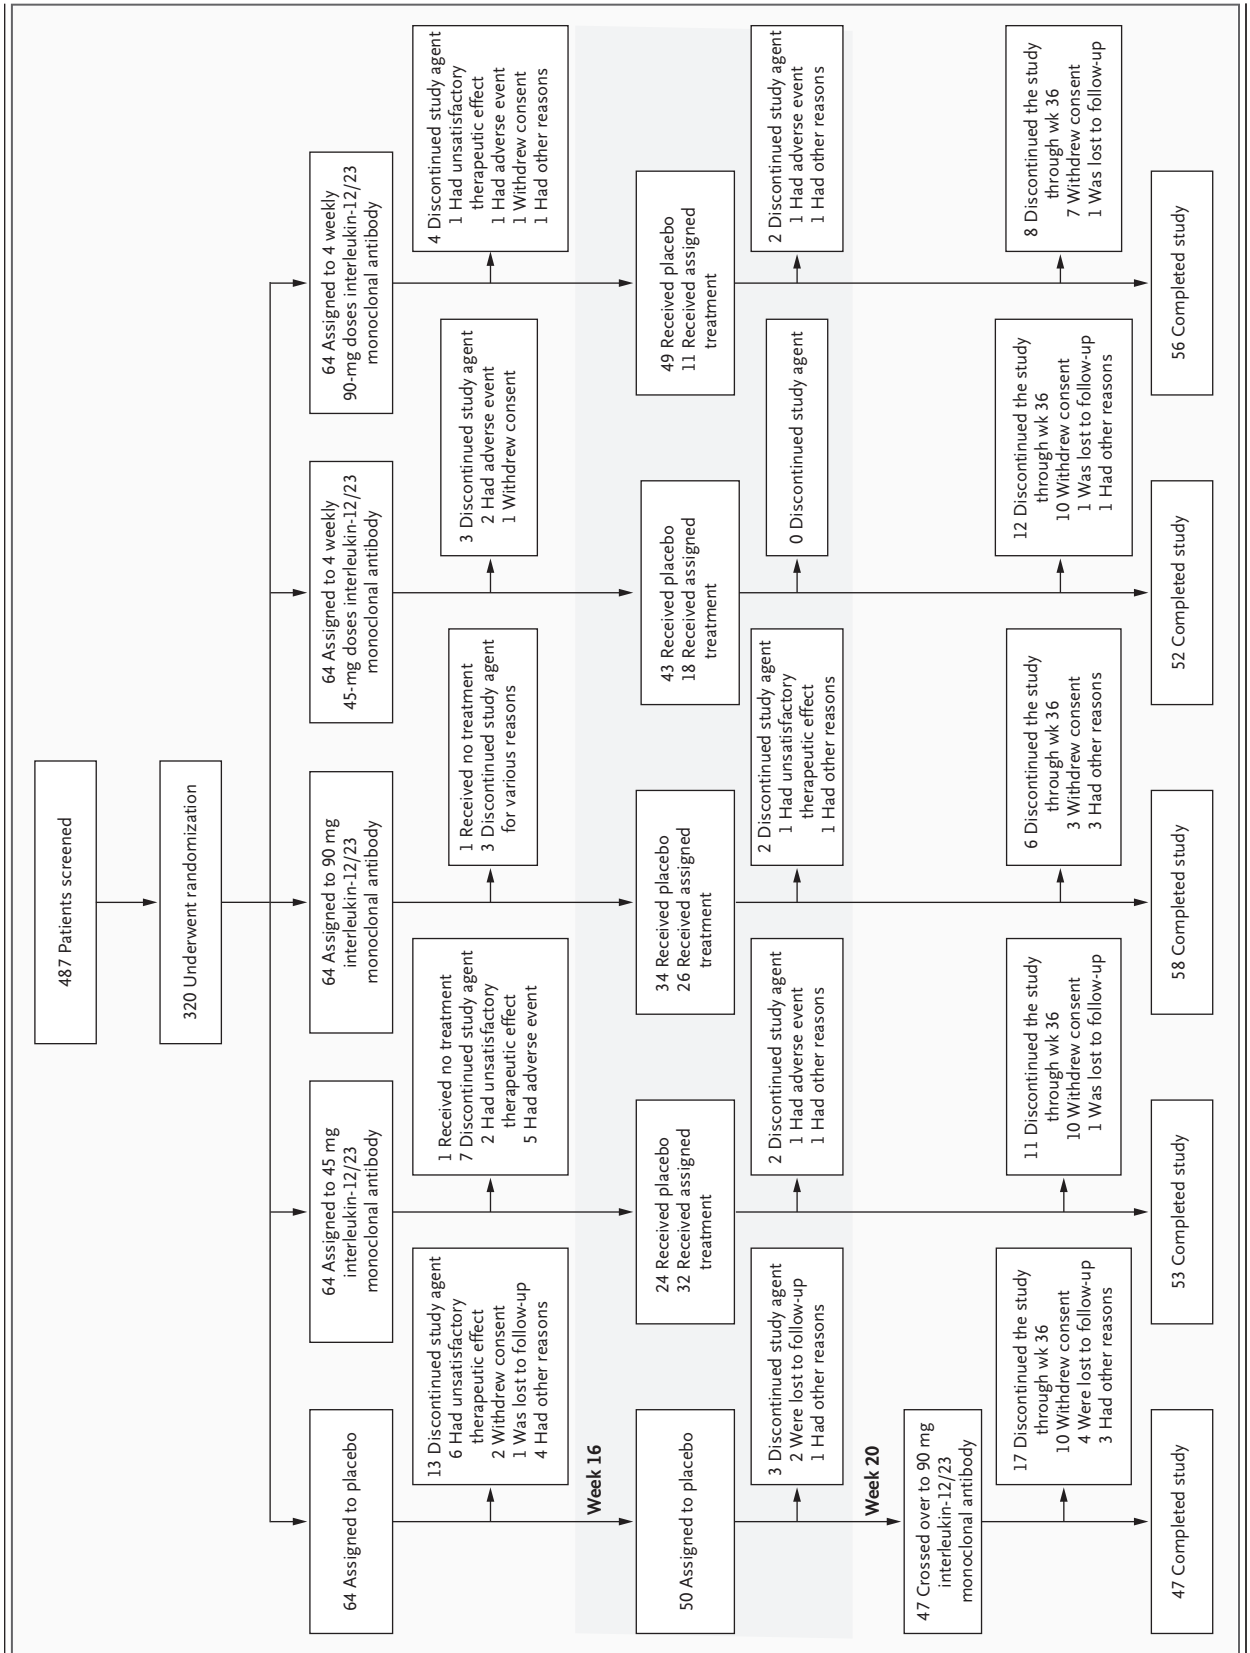 487 Patients screened
320 Underwent randomization
64 Assigned to placebo
64 Assigned to 45 mg
interleukin-12/23
monoclonal antibody
64 Assigned to 90 mg
interleukin-12/23
monoclonal antibody
64 Assigned to 4 weekly
45-mg doses interleukin-12/23
monoclonal antibody
64 Assigned to 4 weekly
90-mg doses interleukin-12/23
monoclonal antibody
13 Discontinued study agent
6 Had unsatisfactory
therapeutic effect
2 Withdrew consent
1 Was lost to follow-up
4 Had other reasons
1 Received no treatment
7 Discontinued study agent
2 Had unsatisfactory
therapeutic effect
5 Had adverse event
1 Received no treatment
3 Discontinued study agent
for various reasons
3 Discontinued study agent
2 Had adverse event
1 Withdrew consent
4 Discontinued study agent
1 Had unsatisfactory
therapeutic effect
1 Had adverse event
1 Withdrew consent
1 Had other reasons
Week 16
50 Assigned to placebo
24 Received placebo
32 Received assigned
treatment
34 Received placebo
26 Received assigned
treatment
43 Received placebo
18 Received assigned
treatment
49 Received placebo
11 Received assigned
treatment
3 Discontinued study agent
2 Were lost to follow-up
1 Had other reasons
2 Discontinued study agent
1 Had adverse event
1 Had other reasons
2 Discontinued study agent
1 Had unsatisfactory
therapeutic effect
1 Had other reasons
0 Discontinued study agent
2 Discontinued study agent
1 Had adverse event
1 Had other reasons
Week 20
47 Crossed over to 90 mg
interleukin-12/23
monoclonal antibody
17 Discontinued the study
through wk 36
10 Withdrew consent
4 Were lost to follow-up
3 Had other reasons
11 Discontinued the study
through wk 36
10 Withdrew consent
1 Was lost to follow-up
6 Discontinued the study
through wk 36
3 Withdrew consent
3 Had other reasons
12 Discontinued the study
through wk 36
10 Withdrew consent
1 Was lost to follow-up
1 Had other reasons
8 Discontinued the study
through wk 36
7 Withdrew consent
1 Was lost to follow-up
47 Completed study
53 Completed study
58 Completed study
52 Completed study
56 Completed study